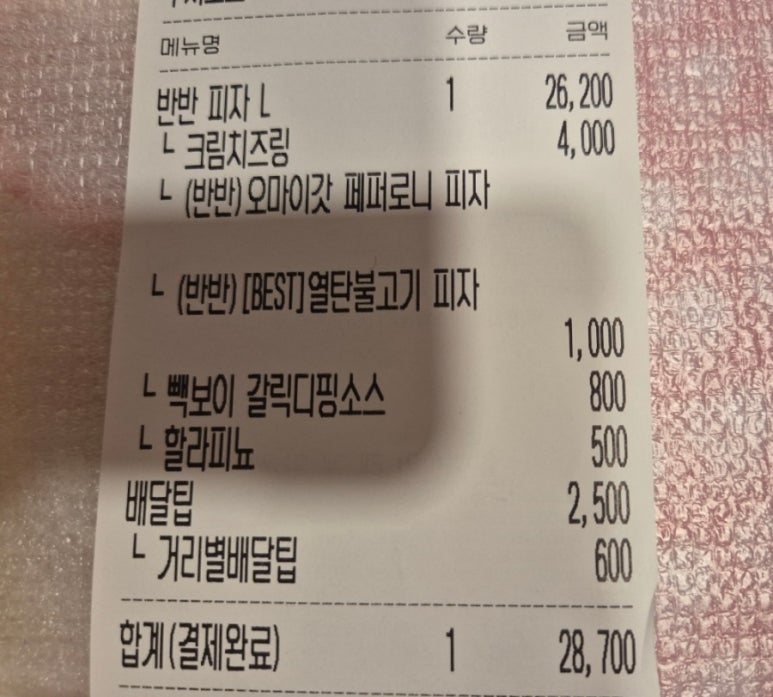 메뉴명 수량 금액
반반 피자 L 1 26,200
└ 크림치즈링 4,000
└ (반반)오마이갓 페퍼로니 피자
└ (반반)[BEST]열탄불고기 피자
1,000
└ 빽보이 갈릭디핑소스 800
└ 할라피뇨 500
배달팁 2,500
└ 거리별배달팁 600
합계(결제완료) 1 28,700